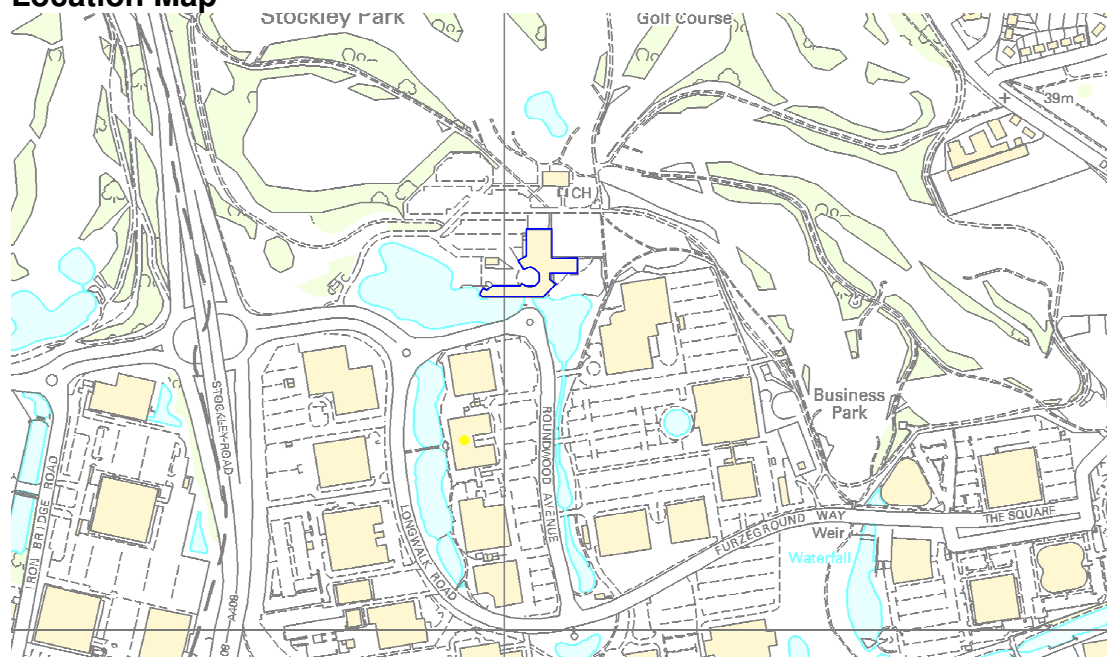 Location Map
Stockley Park
Golf Course
39m
CH
Business
Park
STOCKLEY ROAD
ROUNDWOOD AVENUE
LONGWALK ROAD
FURZEGROUND WAY
THE SQUARE
Weir
Waterfall
RON BRIDGE ROAD
A408